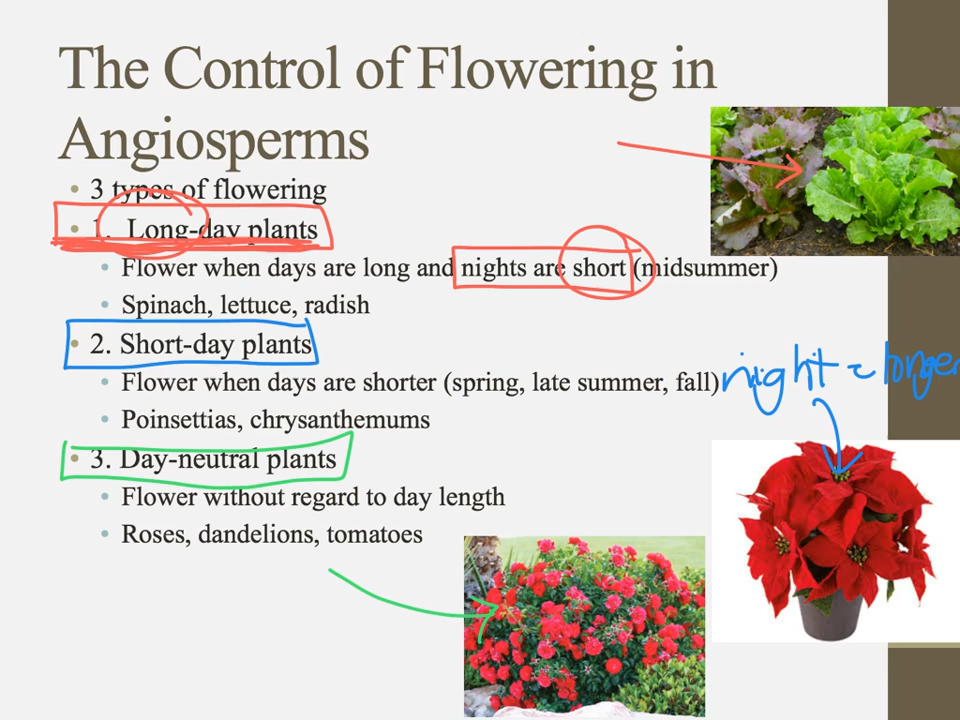 The Control of Flowering in
Angiosperms
• 3 types of flowering
• 1. Long-day plants
• Flower when days are long and nights are short (midsummer)
• Spinach, lettuce, radish
• 2. Short-day plants
• Flower when days are shorter (spring, late summer, fall)
night = longer
• Poinsettias, chrysanthemums
• 3. Day-neutral plants
• Flower without regard to day length
• Roses, dandelions, tomatoes